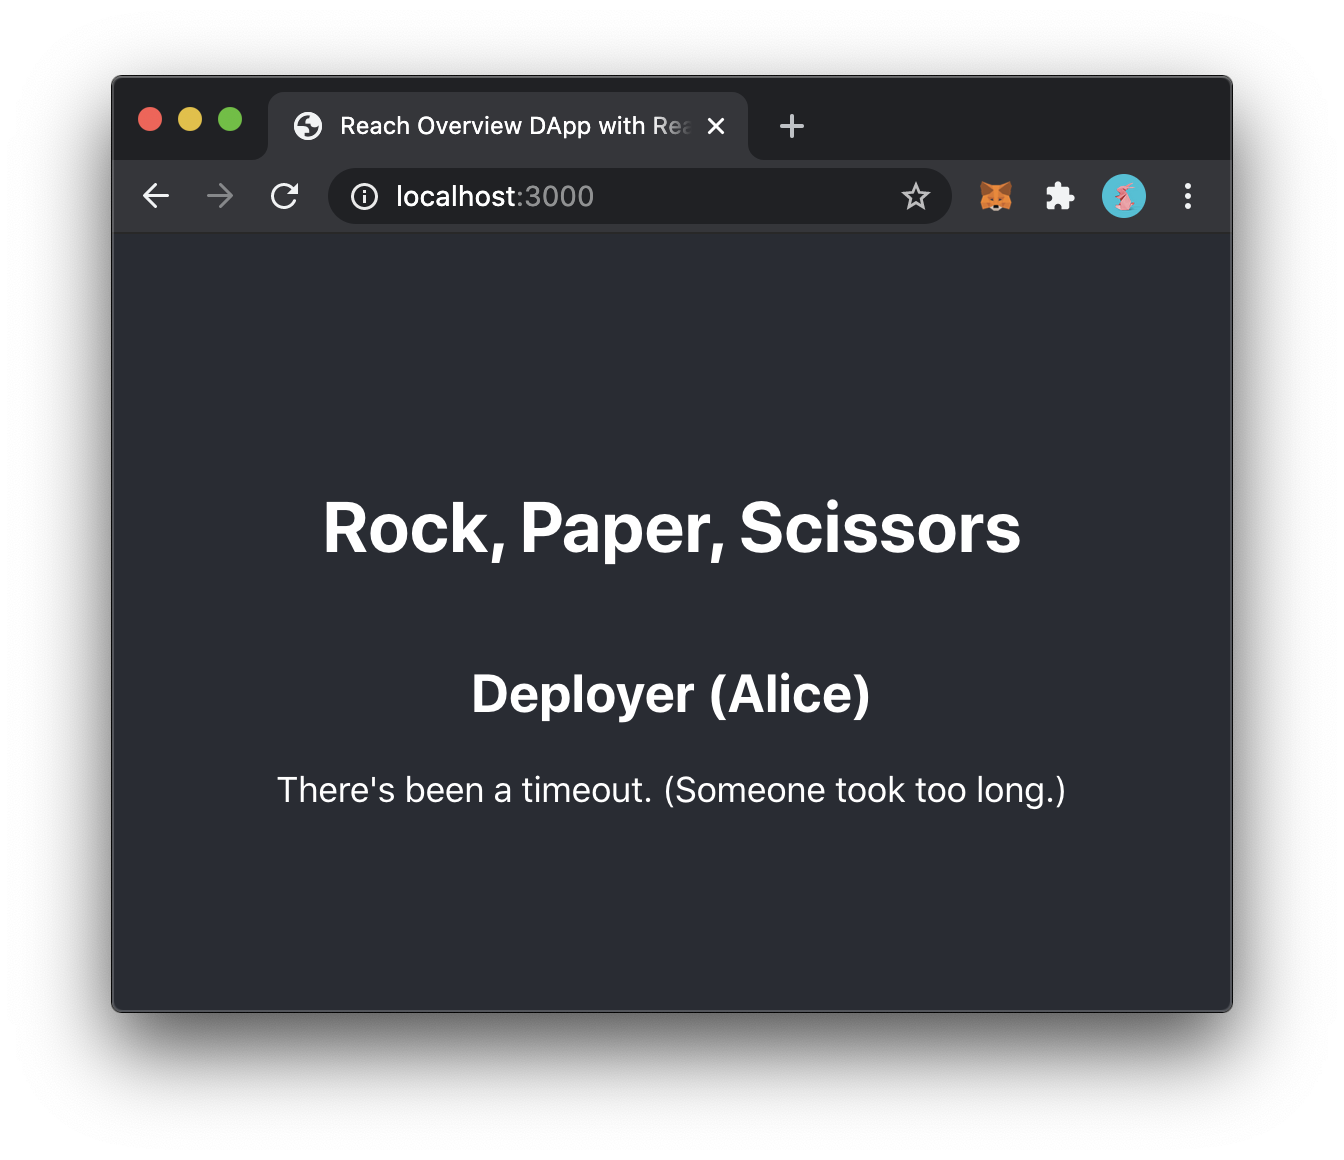 Reach Overview DApp with Rea
localhost:3000
Rock, Paper, Scissors
Deployer (Alice)
There's been a timeout. (Someone took too long.)